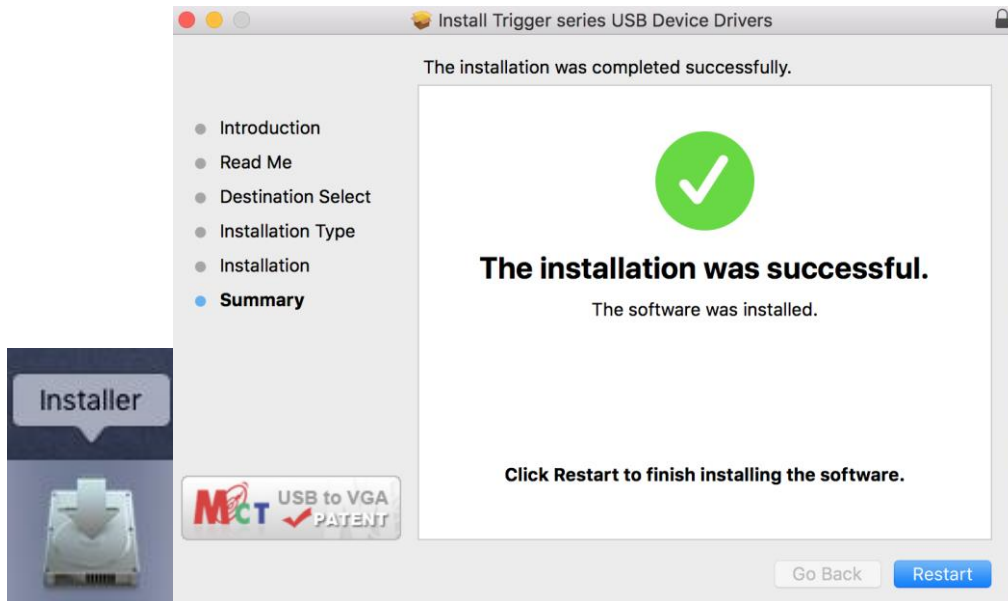 Install Trigger series USB Device Drivers
The installation was completed successfully.
Introduction
Read Me
Destination Select
Installation Type
Installation
Summary
The installation was successful.
The software was installed.
Click Restart to finish installing the software.
Installer
MCT USB to VGA
PATENT
Go Back
Restart